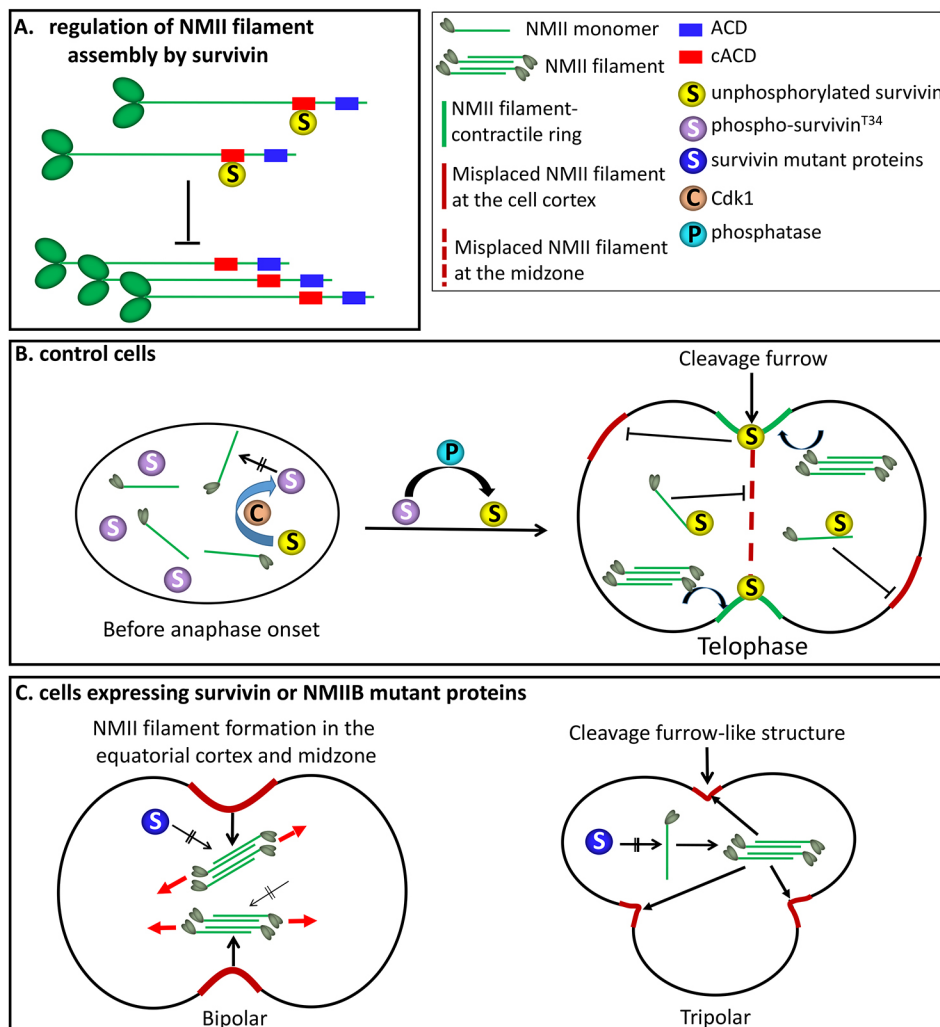 A. regulation of NMII filament
assembly by survivin
S
S
NMII monomer
NMII filament
NMII filament-
contractile ring
Misplaced NMII filament
at the cell cortex
Misplaced NMII filament
at the midzone
ACD
cACD
S unphosphorylated survivin
S phospho-survivinT34
S survivin mutant proteins
C Cdk1
P phosphatase
B. control cells
Cleavage furrow
S
S
S
C
S
S
S
Before anaphase onset
P
S
S
S
S
S
S
Telophase
C. cells expressing survivin or NMIIB mutant proteins
NMII filament formation in the
equatorial cortex and midzone
S
Bipolar
Cleavage furrow-like structure
S
Tripolar